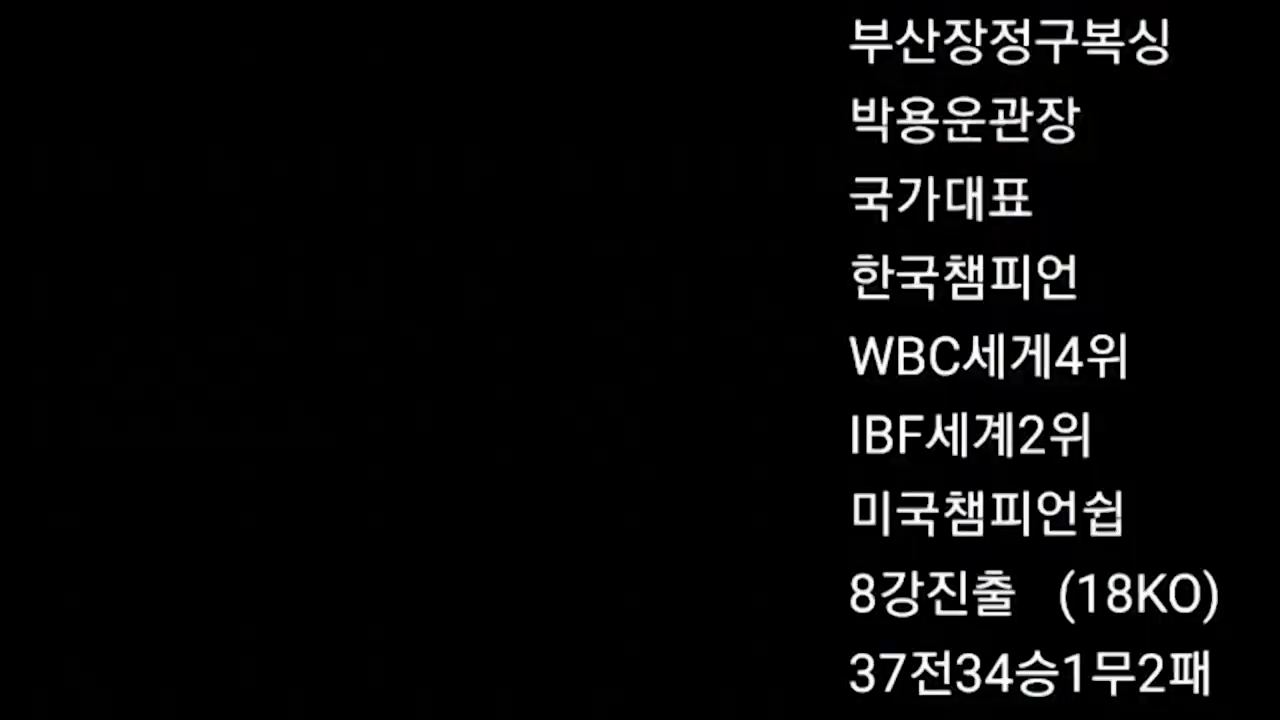 부산장정구복싱
박용운관장
국가대표
한국챔피언
WBC세게4위
IBF세계2위
미국챔피언쉽
8강진출 (18KO)
37전34승1무2패